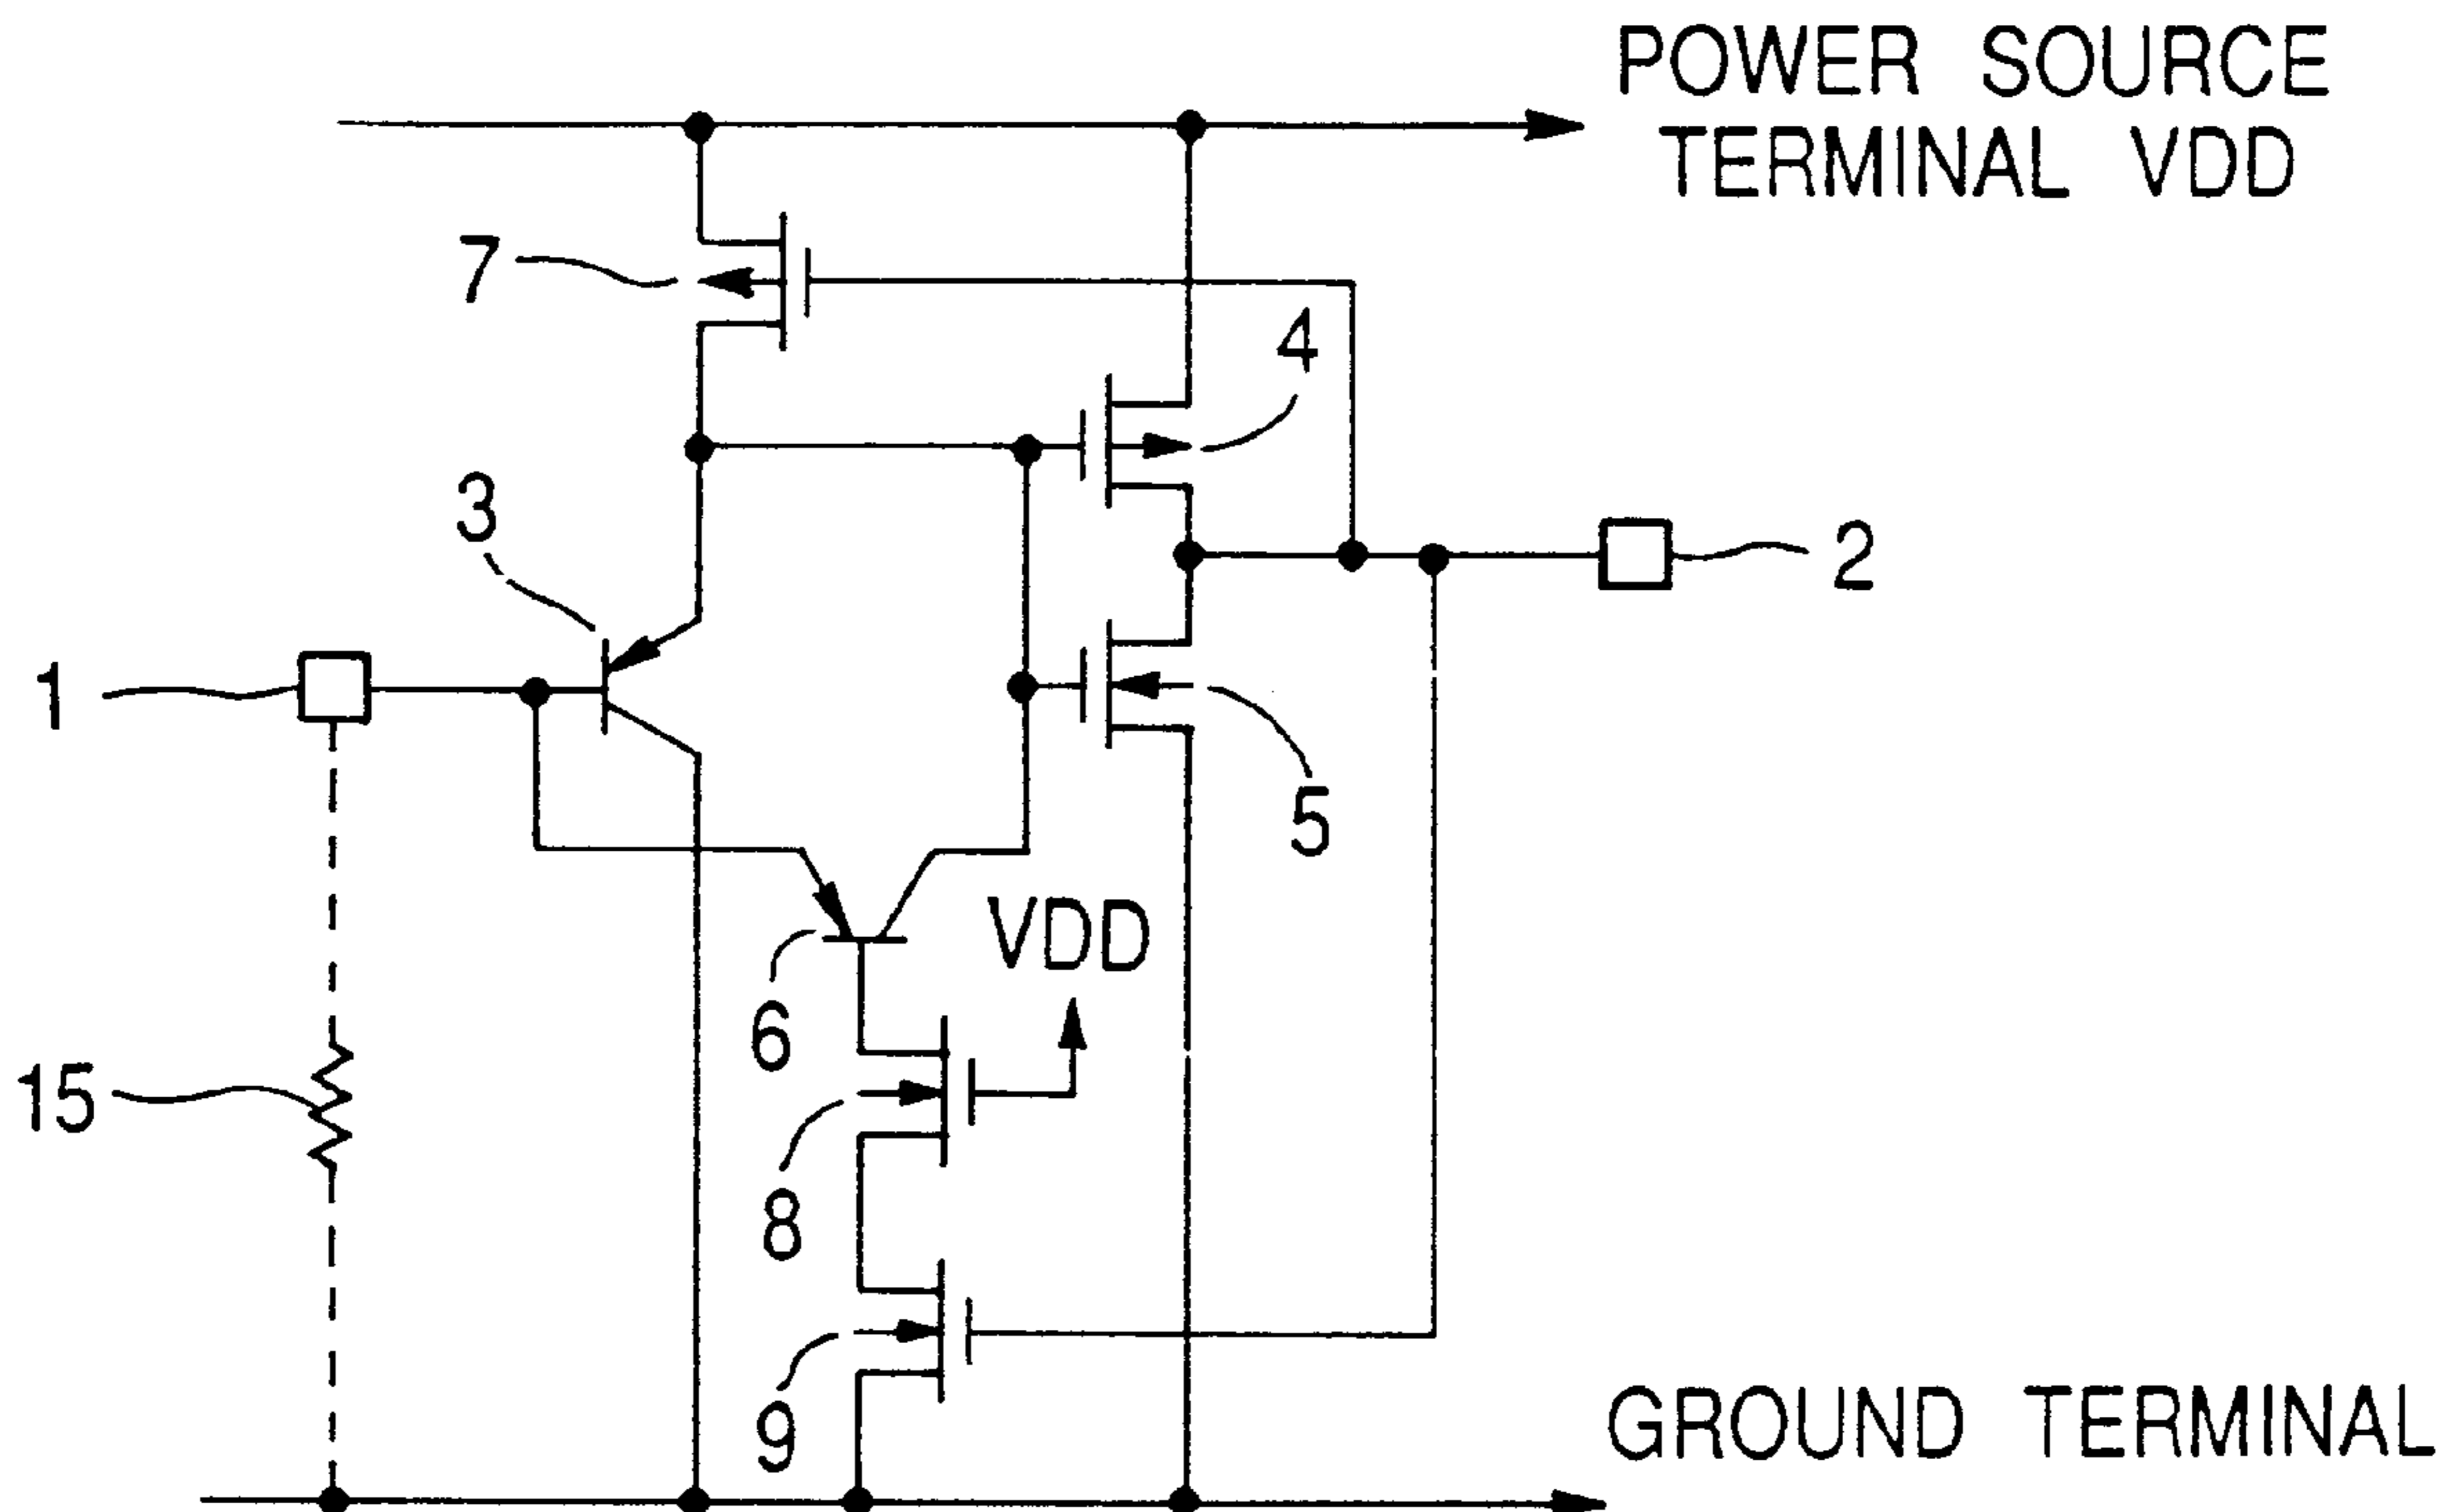 POWER SOURCE
TERMINAL VDD
7
4
3
2
1
5
VDD
6
15
8
9
GROUND TERMINAL